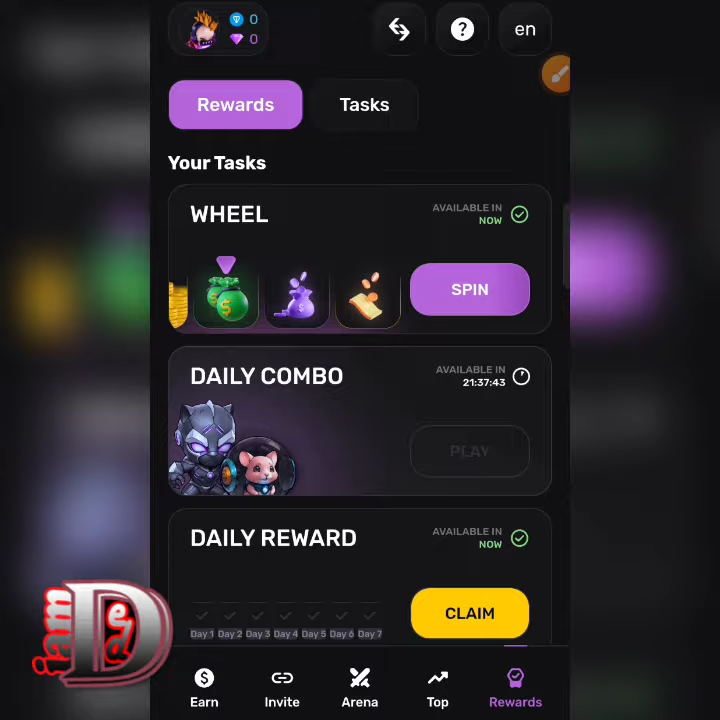 0
0
en
Rewards
Tasks
Your Tasks
WHEEL
AVAILABLE IN
NOW
SPIN
DAILY COMBO
AVAILABLE IN
21:37:43
PLAY
DAILY REWARD
AVAILABLE IN
NOW
CLAIM
Day 1 Day 2 Day 3 Day 4 Day 5 Day 6 Day 7
Earn
Invite
Arena
Top
Rewards